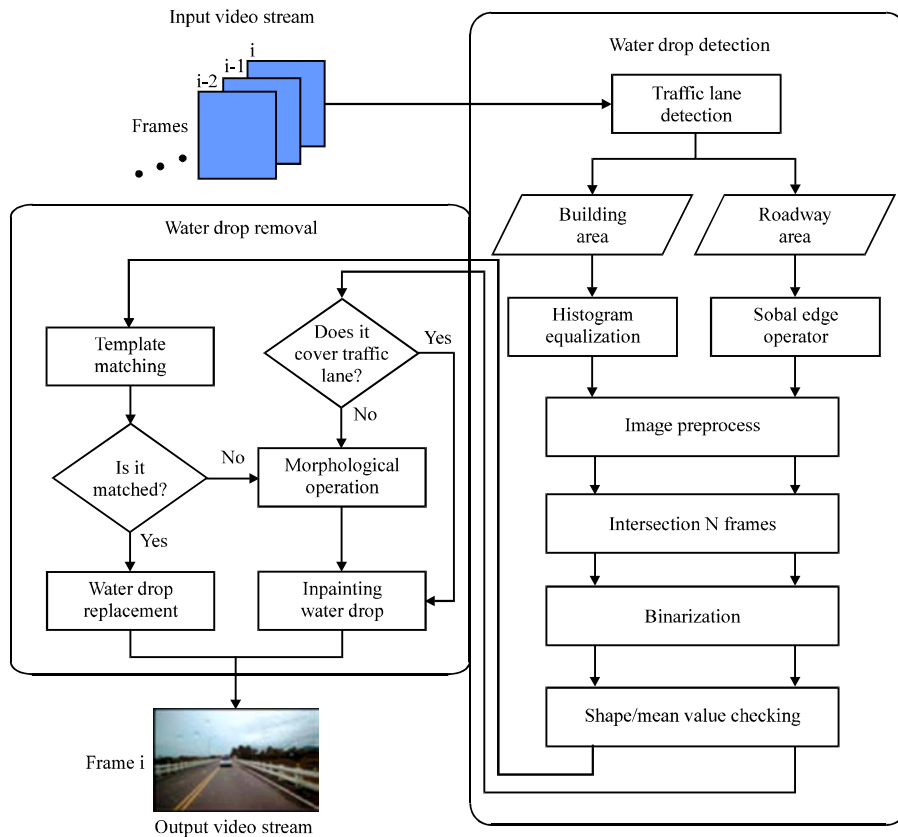 Input video stream
i
i-1
i-2
Frames
Water drop detection
Traffic lane
detection
Building
area
Roadway
area
Histogram
equalization
Sobal edge
operator
Image preprocess
Intersection N frames
Binarization
Shape/mean value checking
Water drop removal
Template
matching
Does it
cover traffic
lane?
Yes
No
Is it
matched?
No
Yes
Morphological
operation
Water drop
replacement
Inpainting
water drop
Frame i
Output video stream